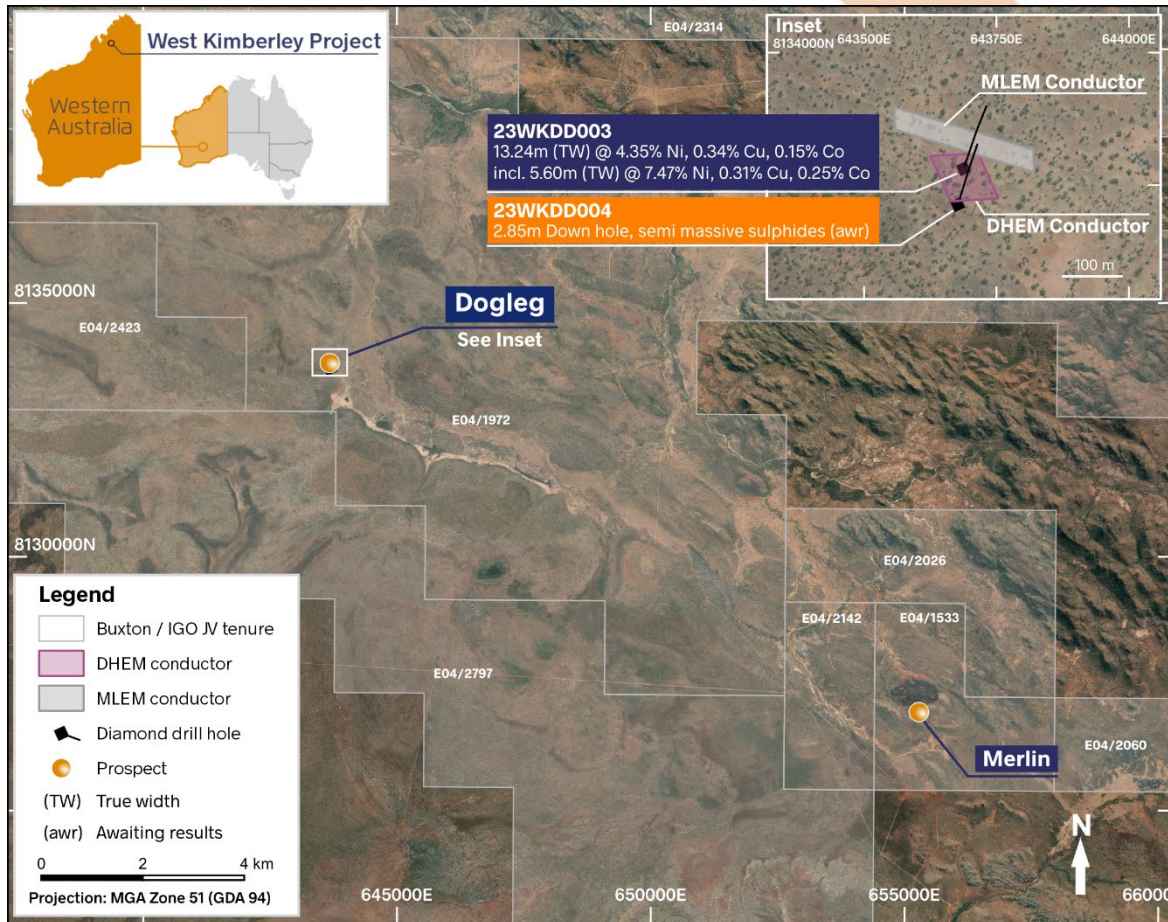 West Kimberley Project
Western
Australia
E04/2314
Inset
643500E
643750E
644000E
8134000N
MLEM Conductor
DHEM Conductor
100 m
23WKDD003
13.24m (TW) @ 4.35% Ni, 0.34% Cu, 0.15% Co
incl. 5.60m (TW) @ 7.47% Ni, 0.31% Cu, 0.25% Co
23WKDD004
2.85m Down hole, semi massive sulphides (awr)
8135000N
E04/2423
Dogleg
See Inset
E04/1972
8130000N
E04/2026
E04/2142
E04/1533
E04/2797
E04/2060
Merlin
Legend
Buxton / IGO JV tenure
DHEM conductor
MLEM conductor
Diamond drill hole
Prospect
(TW) True width
(awr) Awaiting results
0 2 4 km
Projection: MGA Zone 51 (GDA 94)
N
645000E
650000E
655000E
66000